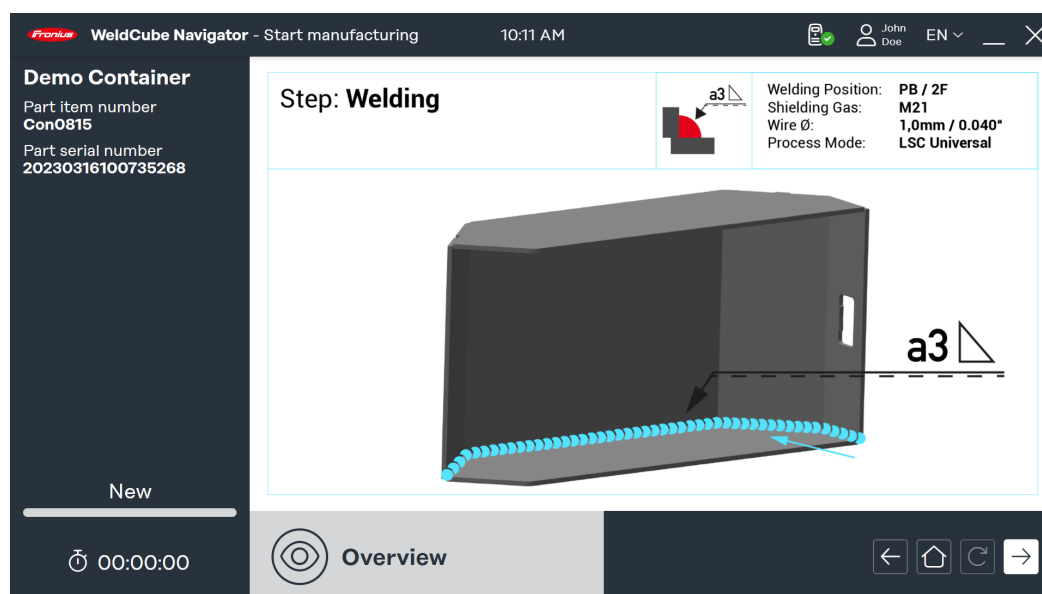 Fronius WeldCube Navigator - Start manufacturing 10:11 AM John Doe EN
Demo Container
Part item number
Con0815
Part serial number
20230316100735268
New
00:00:00
Step: Welding
a3
Welding Position: PB / 2F
Shielding Gas: M21
Wire Ø: 1,0mm / 0.040"
Process Mode: LSC Universal
a3
Overview